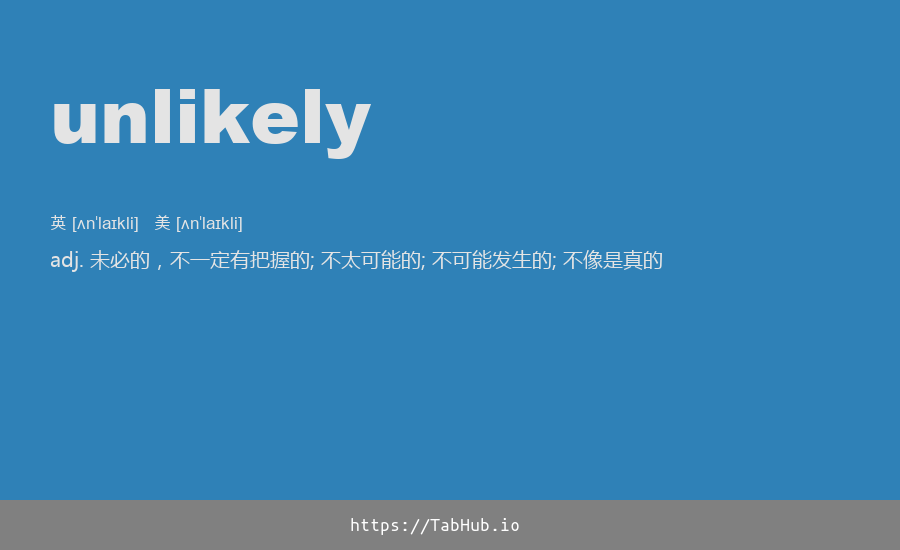 unlikely
英 [ʌnˈlaɪkli] 美 [ʌnˈlaɪkli]
adj. 未必的，不一定有把握的; 不太可能的; 不可能发生的; 不像是真的
https://TabHub.io